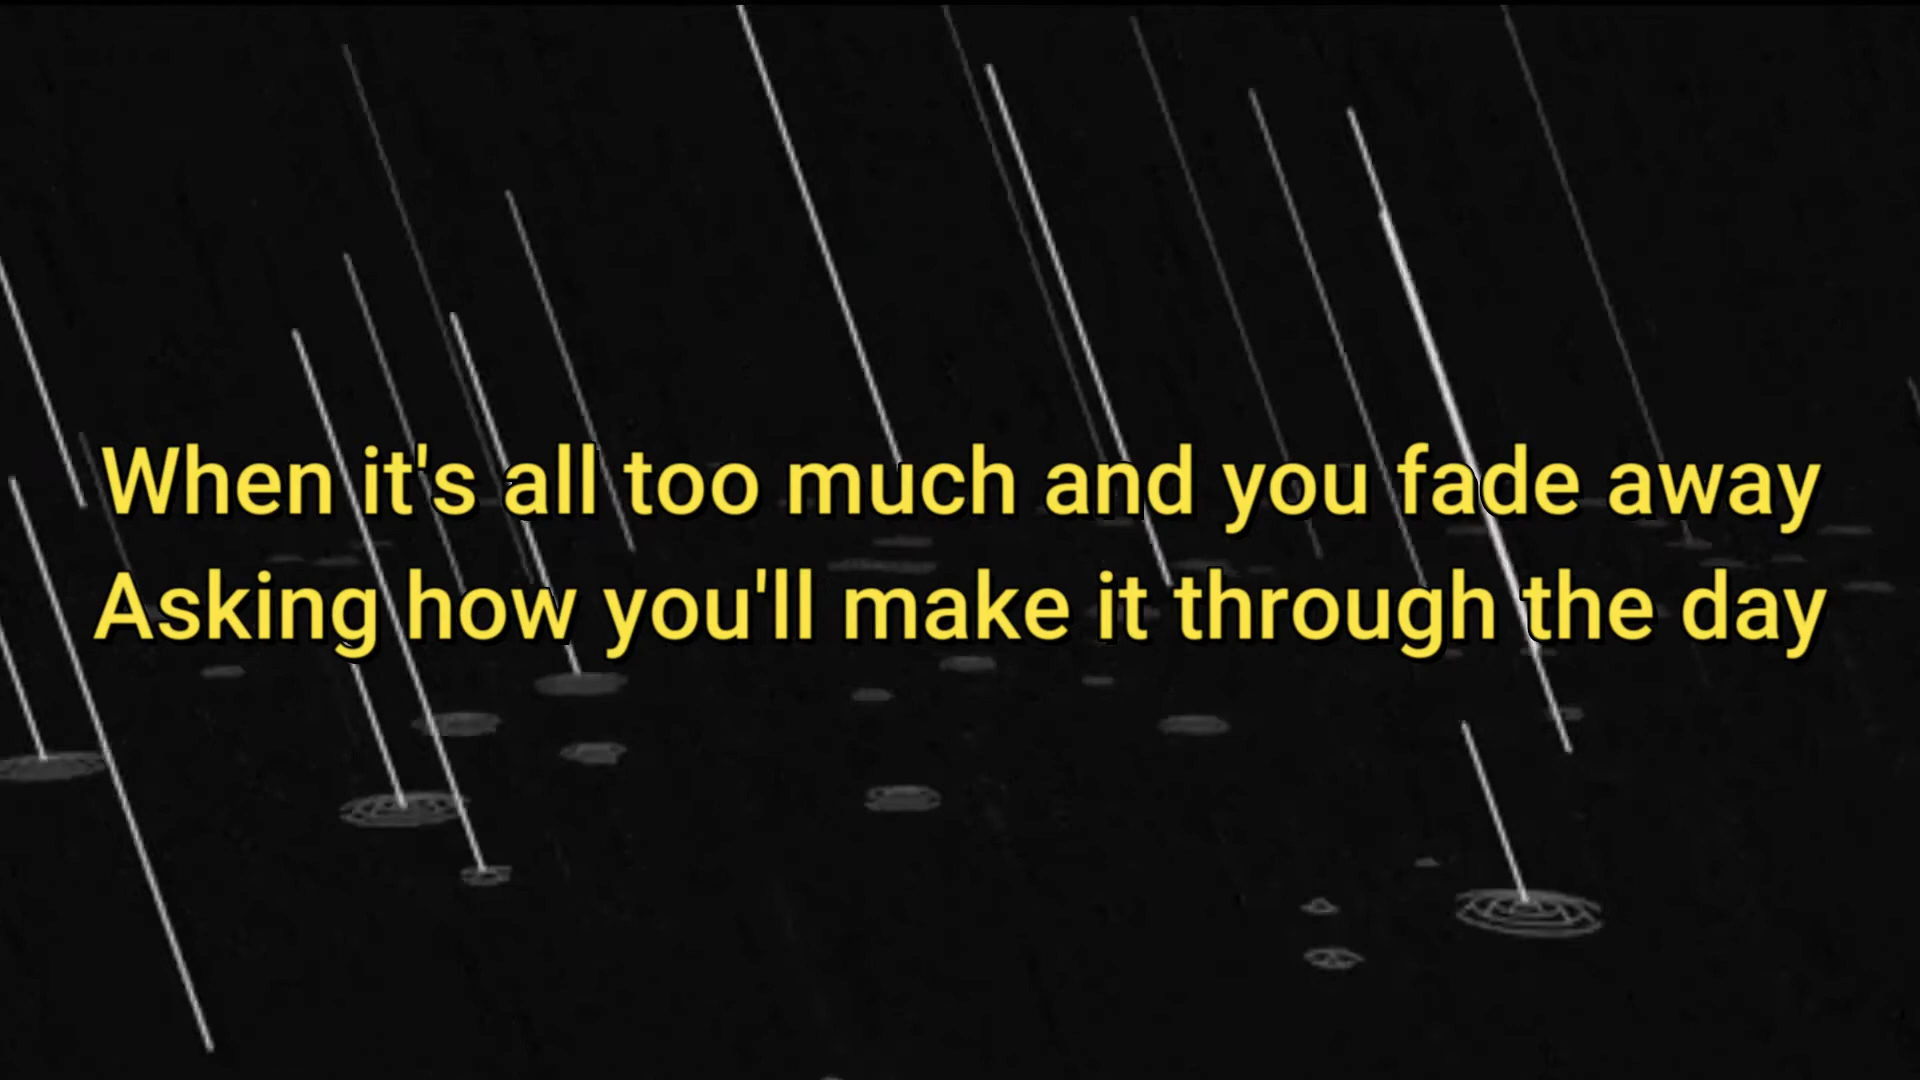 When it's all too much and you fade away
Asking how you'll make it through the day